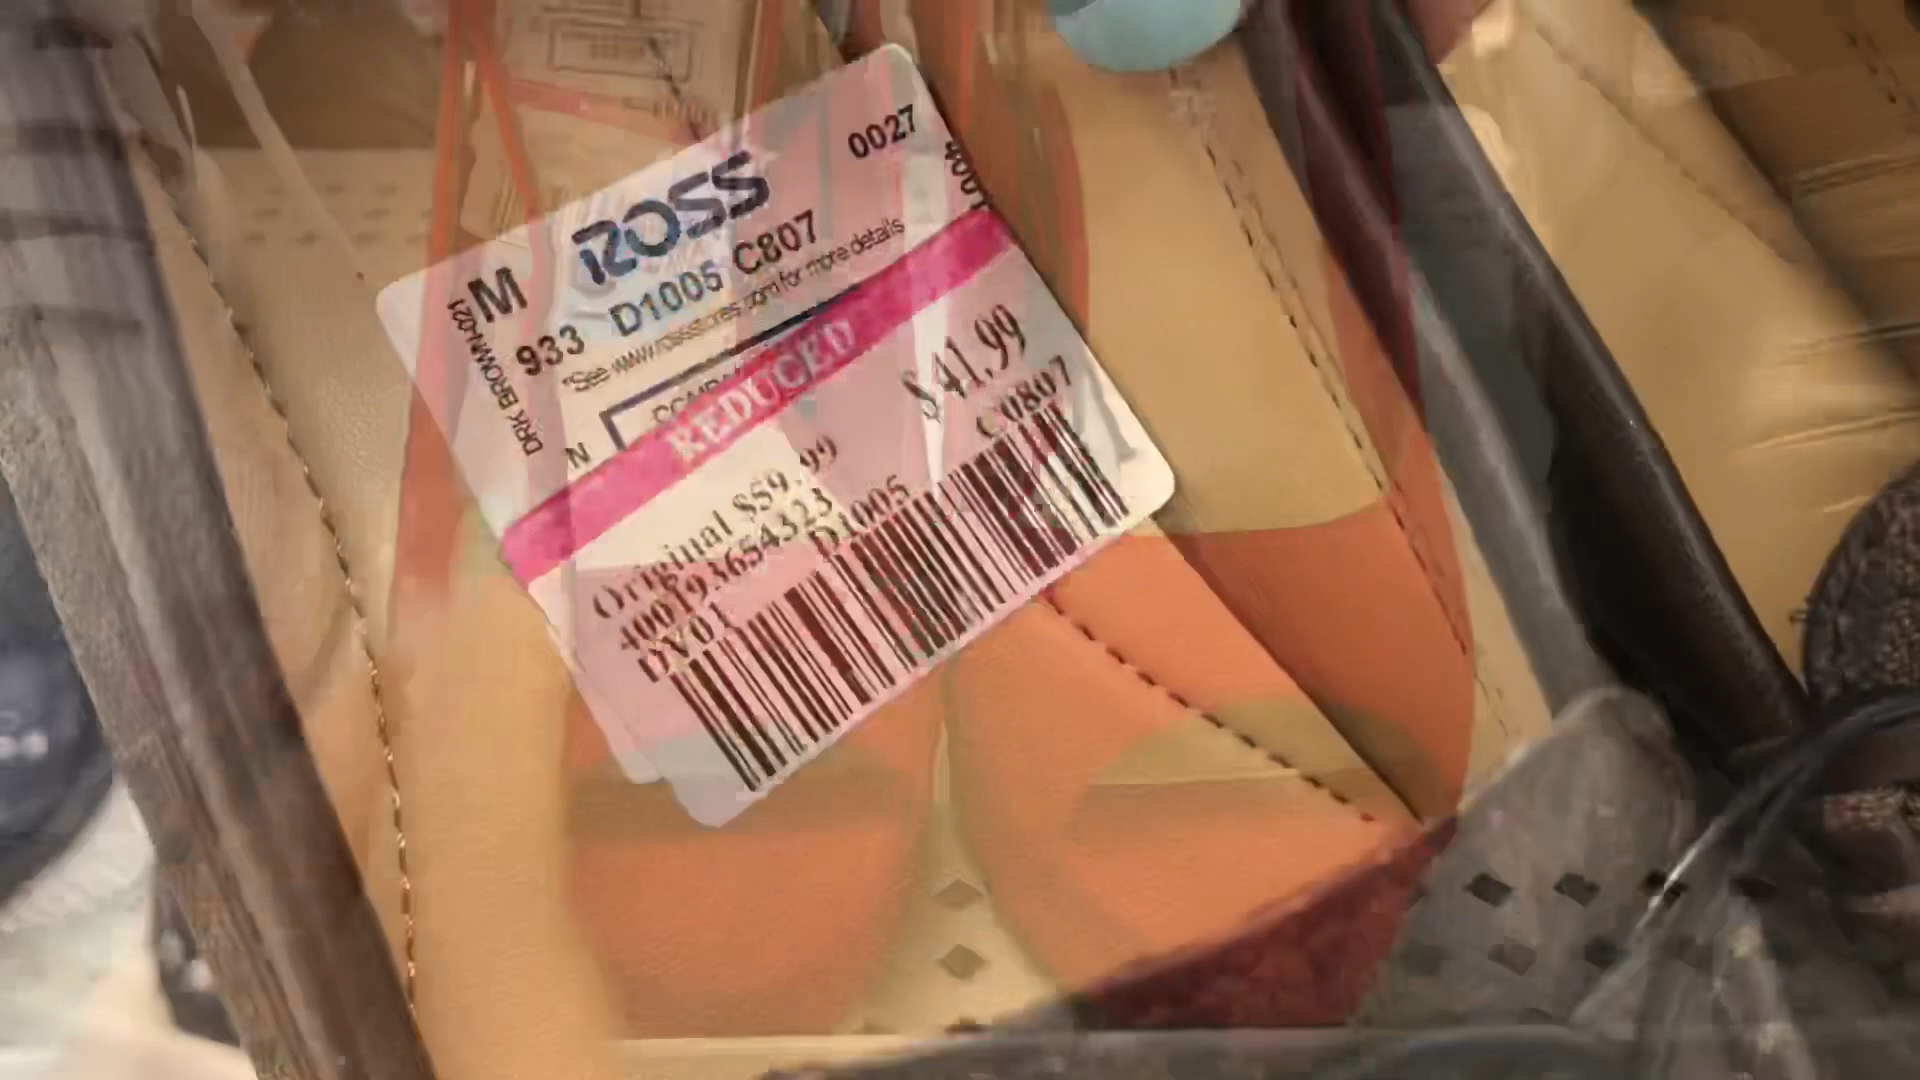 0027
ROSS
M
D1005 C807
933
*See www.rossstores.com for more details
DRK BROWN-021
N
REDUCED
$41.99
C0807
Original $59.99
400193654323
DV01 D1005